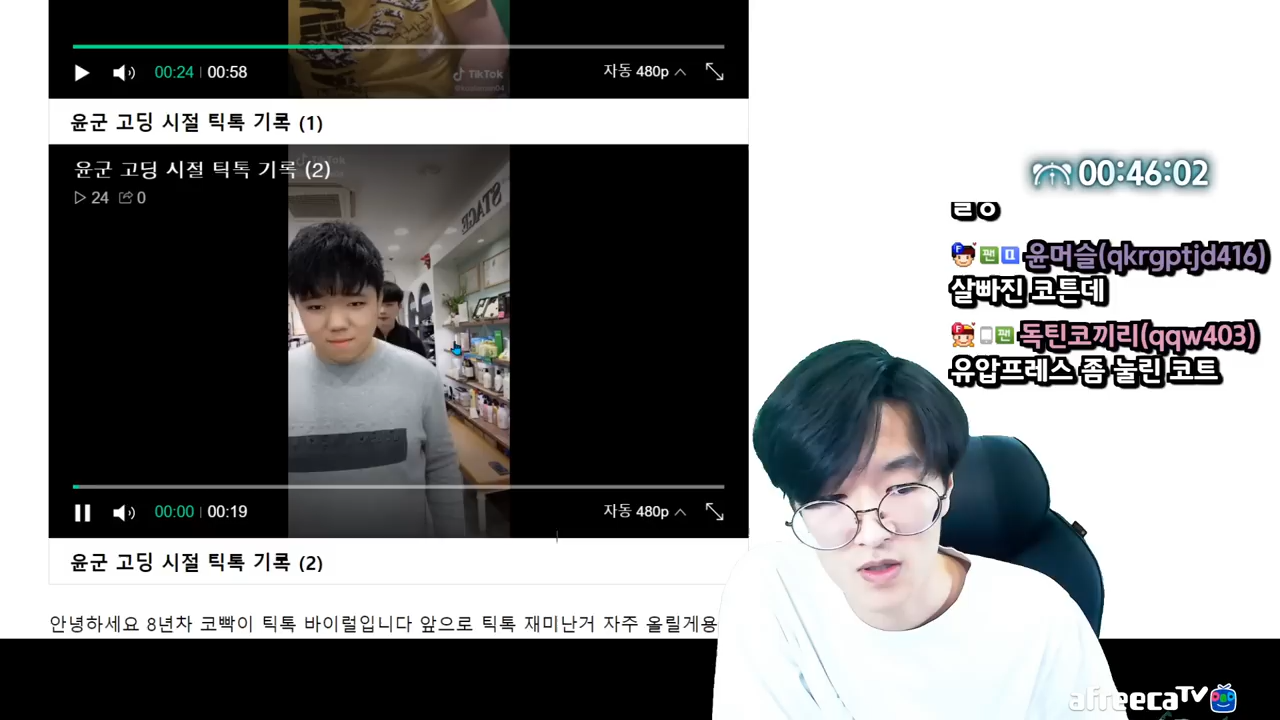 00:24 00:58
자동 480p
TikTok
윤군 고딩 시절 틱톡 기록 (1)
윤군 고딩 시절 틱톡 기록 (2)
24 0
STAGE
00:00 00:19
자동 480p
윤군 고딩 시절 틱톡 기록 (2)
안녕하세요 8년차 코빡이 틱톡 바이럴입니다 앞으로 틱톡 재미난거 자주 올릴게용
00:46:02
팬 윤머슬(qkrgptjd416)
살빠진 코튼데
팬 독틴코끼리(qqw403)
유압프레스 좀 눌린 코트
afreecaTV